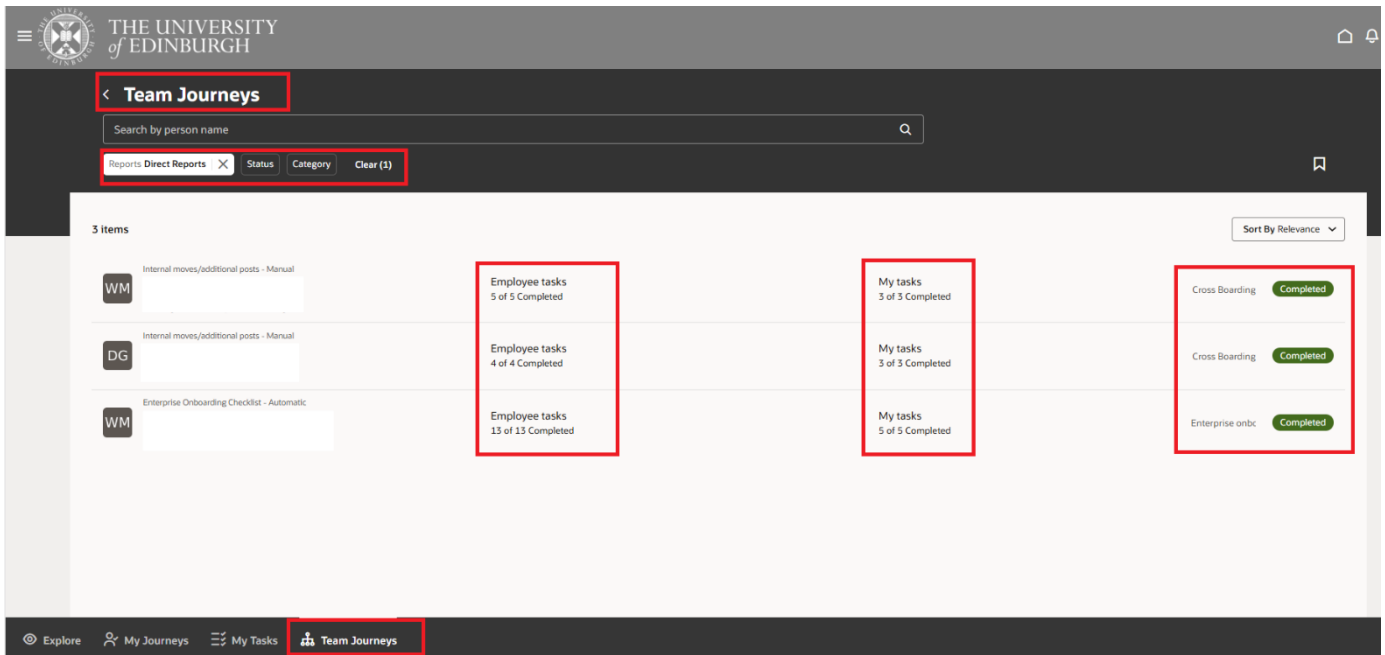 THE UNIVERSITY
of EDINBURGH
Team Journeys
Search by person name
Reports Direct Reports
Status
Category
Clear (1)
3 items
Sort By Relevance
WM
Internal moves/additional posts - Manual
Employee tasks
5 of 5 Completed
My tasks
3 of 3 Completed
Cross Boarding
Completed
DG
Internal moves/additional posts - Manual
Employee tasks
4 of 4 Completed
My tasks
3 of 3 Completed
Cross Boarding
Completed
WM
Enterprise Onboarding Checklist - Automatic
Employee tasks
13 of 13 Completed
My tasks
5 of 5 Completed
Enterprise onbc
Completed
Explore
My Journeys
My Tasks
Team Journeys